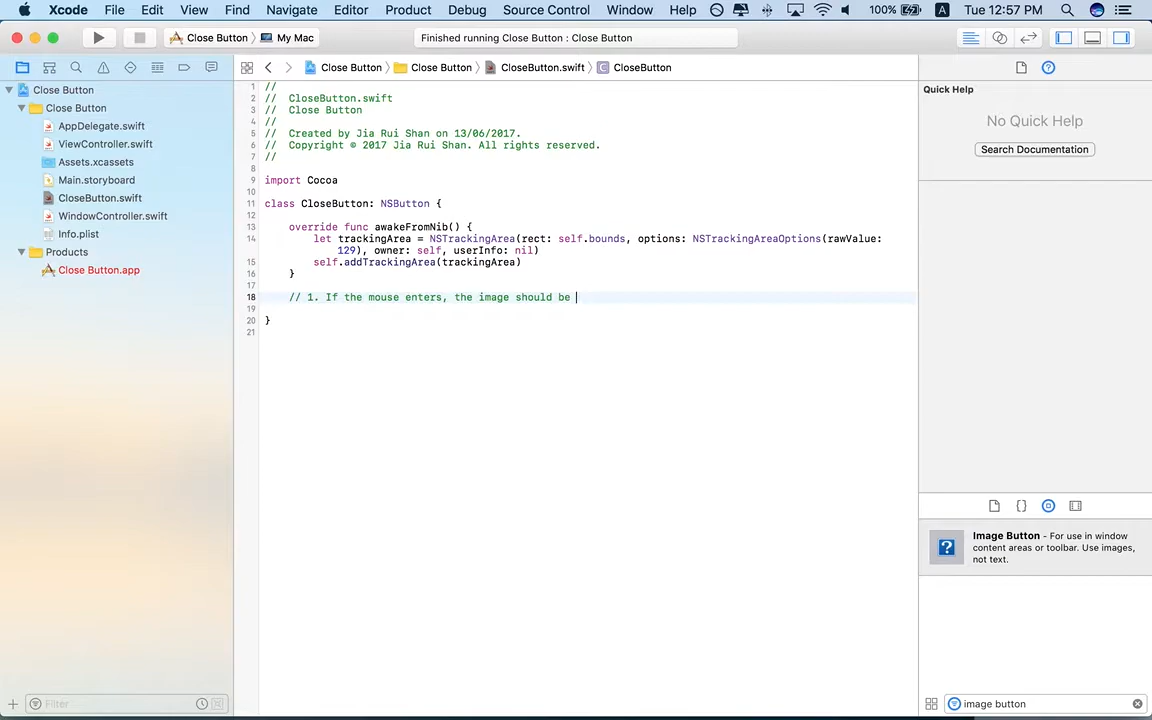 Xcode File Edit View Find Navigate Editor Product Debug Source Control Window Help 100% A Tue 12:57 PM
Close Button My Mac Finished running Close Button : Close Button
Close Button Close Button CloseButton.swift C CloseButton
Close Button
Close Button
AppDelegate.swift
ViewController.swift
Assets.xcassets
Main.storyboard
CloseButton.swift
WindowController.swift
Info.plist
Products
Close Button.app
Filter
1 //
2 // CloseButton.swift
3 // Close Button
4 //
5 // Created by Jia Rui Shan on 13/06/2017.
6 // Copyright © 2017 Jia Rui Shan. All rights reserved.
7 //
8
9 import Cocoa
10
11 class CloseButton: NSButton {
12
13 override func awakeFromNib() {
14 let trackingArea = NSTrackingArea(rect: self.bounds, options: NSTrackingAreaOptions(rawValue:
129), owner: self, userInfo: nil)
15 self.addTrackingArea(trackingArea)
16 }
17
18 // 1. If the mouse enters, the image should be
19
20 }
21
Quick Help
No Quick Help
Search Documentation
{}
?
Image Button - For use in window
content areas or toolbar. Use images,
not text.
image button